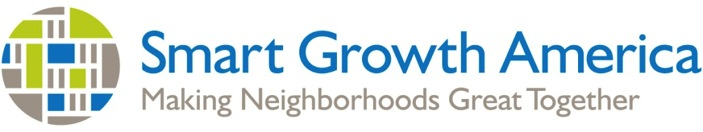 Smart Growth America
Making Neighborhoods Great Together